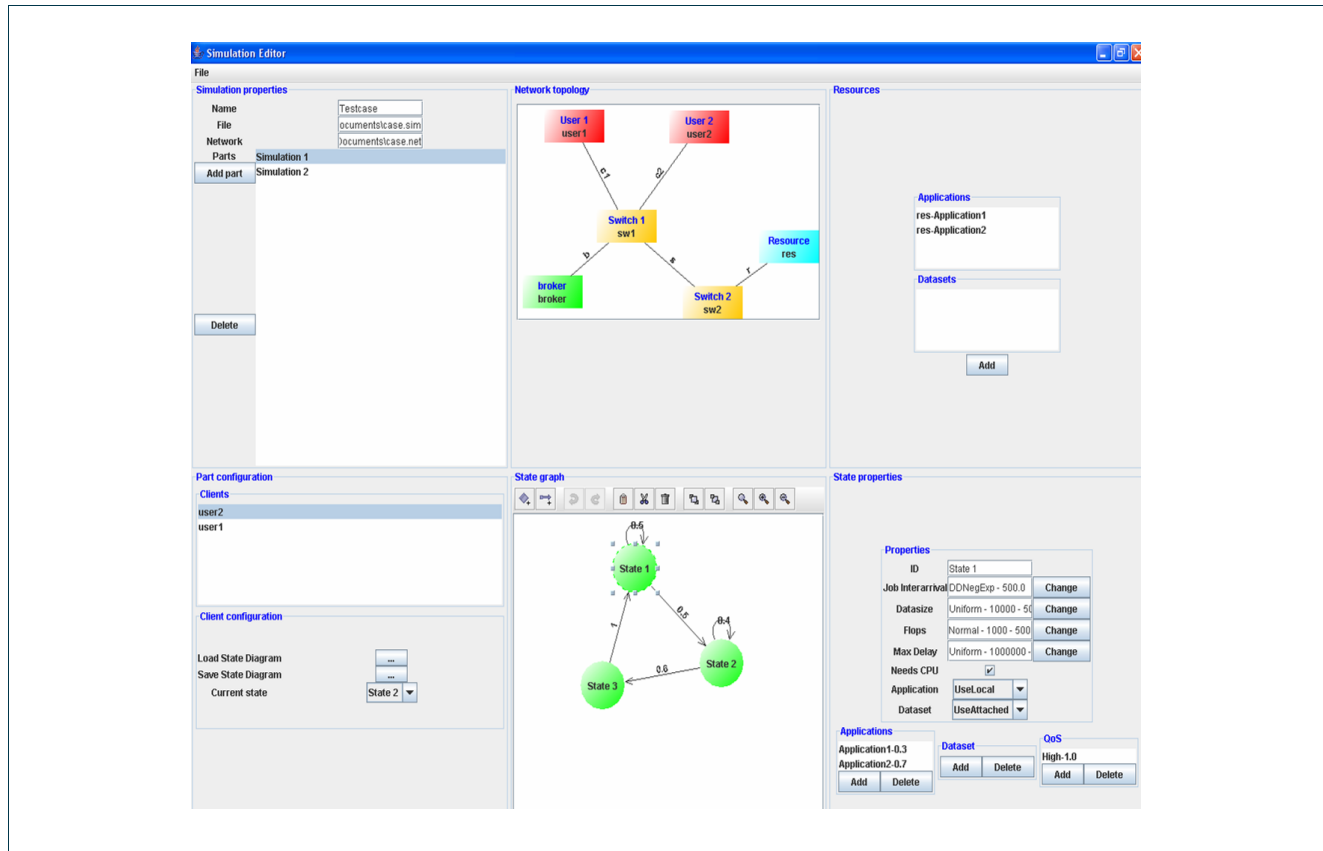 Simulation Editor
File
Simulation properties
Name
Testcase
File
ocuments\case.sim
Network
)ocuments\case.net
Parts
Simulation 1
Add part
Simulation 2
Delete
Network topology
User 1
user1
User 2
user2
c1
c2
Switch 1
sw1
Resource
res
b
s
r
broker
broker
Switch 2
sw2
Resources
Applications
res-Application1
res-Application2
Datasets
Add
Part configuration
Clients
user2
user1
Client configuration
Load State Diagram
...
Save State Diagram
...
Current state
State 2
State graph
0.5
State 1
0.5
0.4
1
State 2
0.6
State 3
State properties
Properties
ID
State 1
Job Interarrival
DDNegExp - 500.0
Change
Datasize
Uniform - 10000 - 50
Change
Flops
Normal - 1000 - 500
Change
Max Delay
Uniform - 1000000 -
Change
Needs CPU
Application
UseLocal
Dataset
UseAttached
Applications
Application1-0.3
Application2-0.7
Add
Delete
Dataset
Add
Delete
QoS
High-1.0
Add
Delete